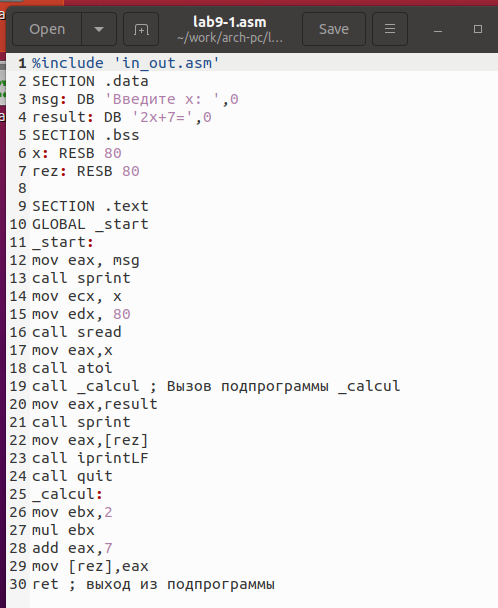 Open
lab9-1.asm
~/work/arch-pc/l...
Save
1 %include 'in_out.asm'
2 SECTION .data
3 msg: DB 'Введите x: ',0
4 result: DB '2x+7=',0
5 SECTION .bss
6 x: RESB 80
7 rez: RESB 80
8
9 SECTION .text
10 GLOBAL _start
11 _start:
12 mov eax, msg
13 call sprint
14 mov ecx, x
15 mov edx, 80
16 call sread
17 mov eax,x
18 call atoi
19 call _calcul ; Вызов подпрограммы _calcul
20 mov eax,result
21 call sprint
22 mov eax,[rez]
23 call iprintLF
24 call quit
25 _calcul:
26 mov ebx,2
27 mul ebx
28 add eax,7
29 mov [rez],eax
30 ret ; выход из подпрограммы